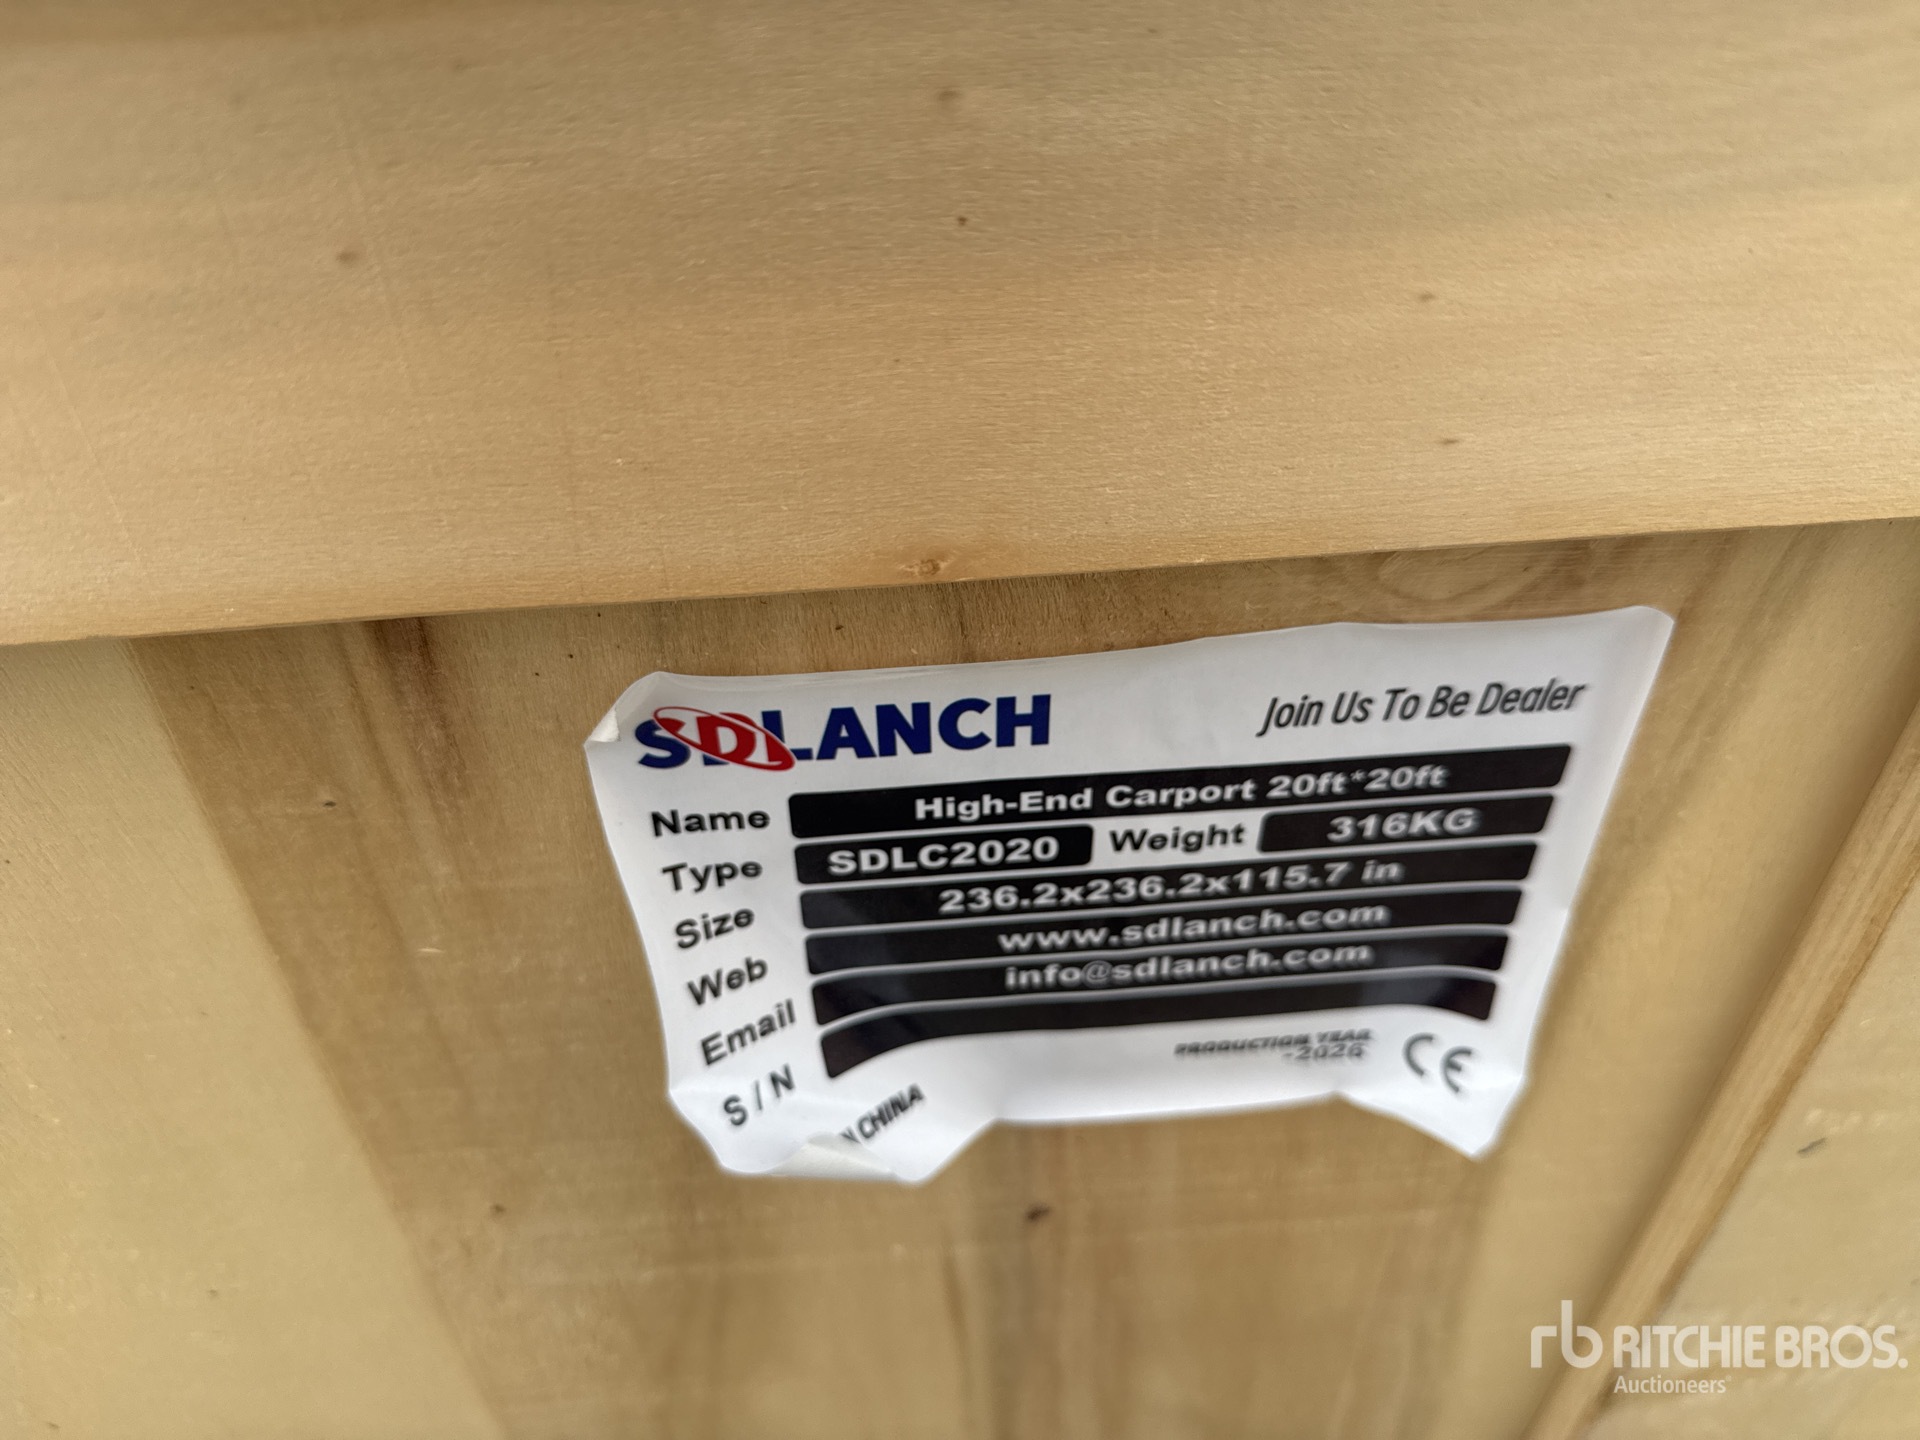 SDLANCH
Join Us To Be Dealer
Name High-End Carport 20ft*20ft
Type SDLC2020 Weight 316KG
Size 236.2x236.2x115.7 in
Web www.sdlanch.com
Email info@sdlanch.com
S / N
PRODUCTION YEAR
CE
CHINA
rb RITCHIE BROS.
Auctioneers